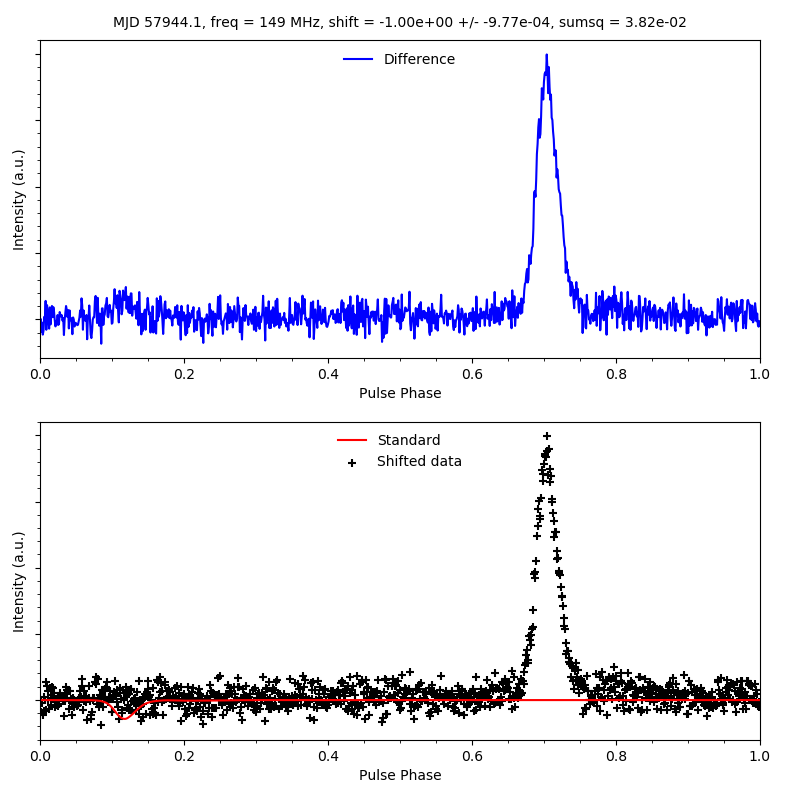 MJD 57944.1, freq = 149 MHz, shift = -1.00e+00 +/- -9.77e-04, sumsq = 3.82e-02
Difference
Intensity (a.u.)
0.0 0.2 0.4 0.6 0.8 1.0
Pulse Phase
Standard
Shifted data
Intensity (a.u.)
0.0 0.2 0.4 0.6 0.8 1.0
Pulse Phase